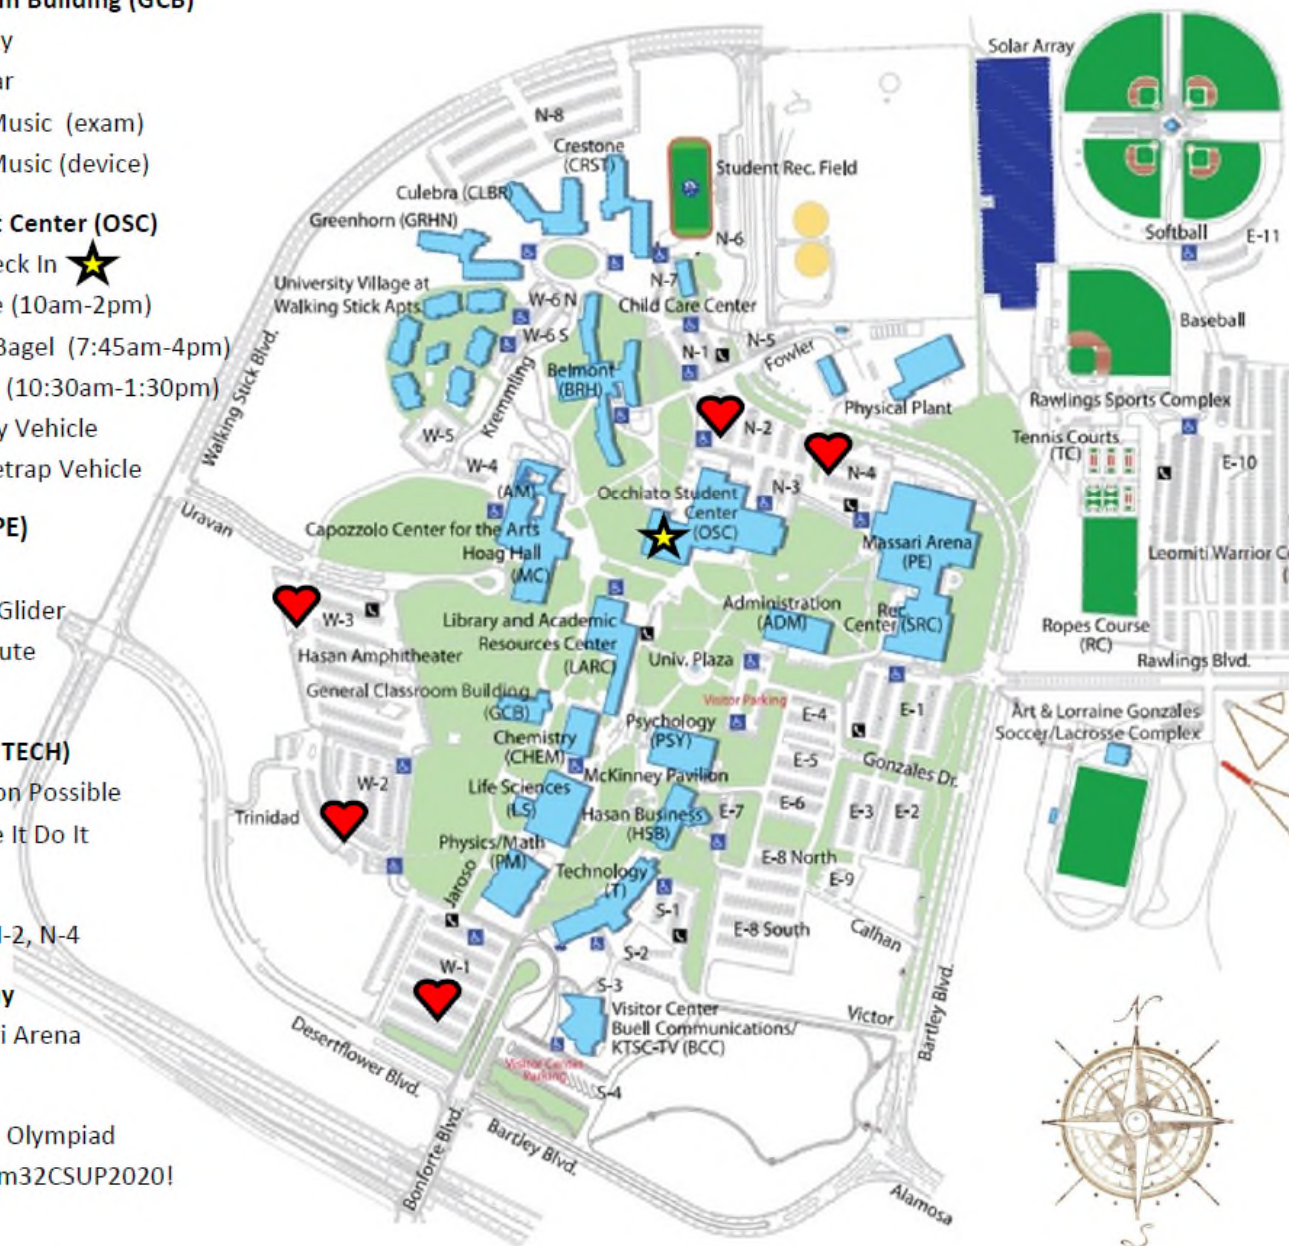 m Building (GCB)
y
ar
Music (exam)
Music (device)
t Center (OSC)
eck In
e (10am-2pm)
Bagel (7:45am-4pm)
(10:30am-1:30pm)
y Vehicle
etrap Vehicle
PE)
Glider
ute
TECH)
on Possible
e It Do It
N-2, N-4
ay
i Arena
Olympiad
m32CSUP2020!
Solar Array
N-8
Crestone
(CRST)
Student Rec. Field
Culebra (CLBR)
Greenhorn (GRHN)
N-6
Softball
E-11
University Village at
Walking Stick Apts.
N-7
W-6 N
Child Care Center
Baseball
W-6 S
N-1
N-5
Fowler
Walking Stick Blvd.
Kremmling
Belmont
(BRH)
Physical Plant
Rawlings Sports Complex
W-5
N-2
Tennis Courts
(TC)
W-4
N-4
E-10
(AM)
N-3
Occhiato Student
Center
(OSC)
Uravan
Capozzolo Center for the Arts
Hoag Hall
(MC)
Massari Arena
(PE)
Leomiti Warrior C
(
W-3
Library and Academic
Resources Center
(LARC)
Administration
(ADM)
Rec
Center (SRC)
Ropes Course
(RC)
Hasan Amphitheater
Univ. Plaza
Rawlings Blvd.
General Classroom Building
(GCB)
Visitor Parking
E-4
E-1
Art & Lorraine Gonzales
Soccer/Lacrosse Complex
Psychology
(PSY)
Chemistry
(CHEM)
E-5
Gonzales Dr.
McKinney Pavilion
W-2
Life Sciences
(LS)
Trinidad
Hasan Business
(HSB)
E-7
E-6
E-3
E-2
Physics/Math
(PM)
E-8 North
Technology
(T)
E-9
Jaroso
S-1
E-8 South
Calhan
S-2
W-1
S-3
Visitor Center
Buell Communications/
KTSC-TV (BCC)
Victor
Bartley Blvd.
N
Desertflower Blvd.
Visitor Center
Parking
S-4
Bonforte Blvd.
Bartley Blvd.
Alamosa
S